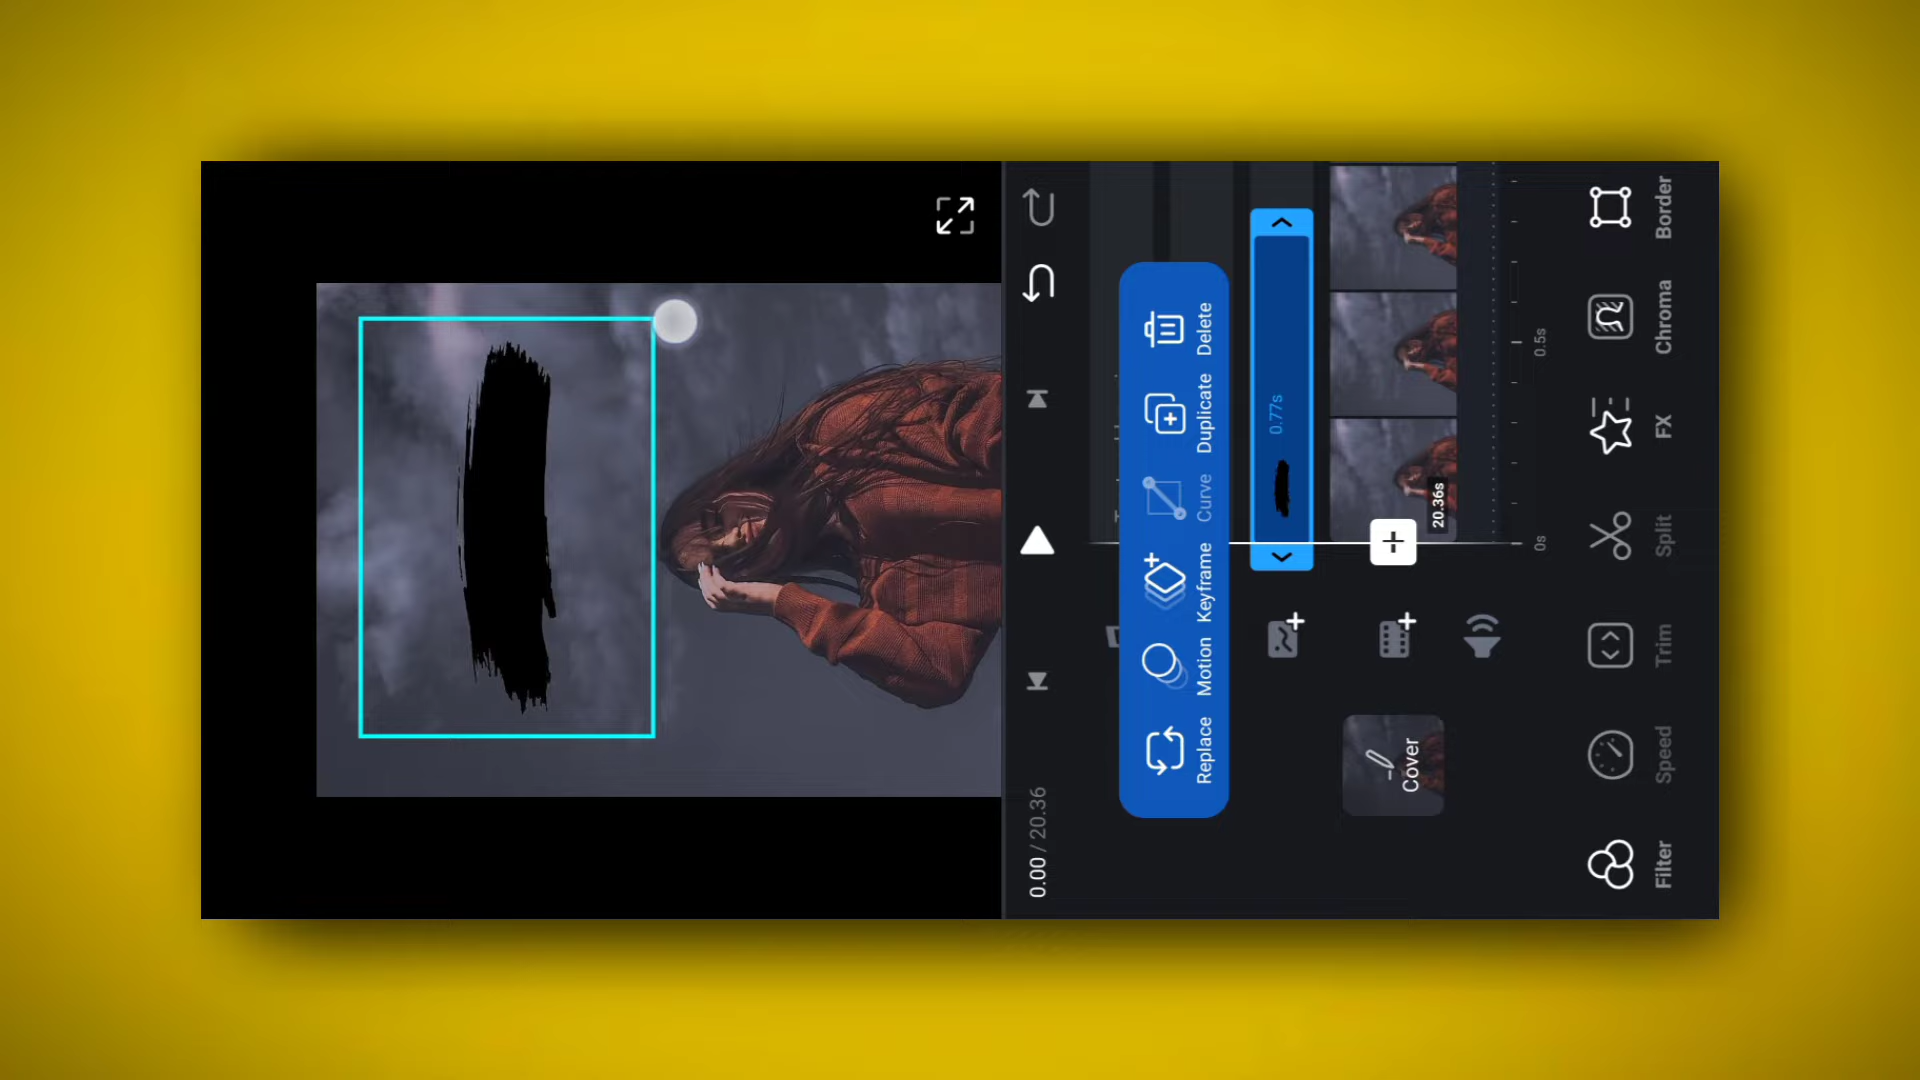 0.00 / 20.36
Replace
Motion
Keyframe
Curve
Duplicate
Delete
0.77s
Cover
20.36s
0s
0.5s
Filter
Speed
Trim
Split
FX
Chroma
Border